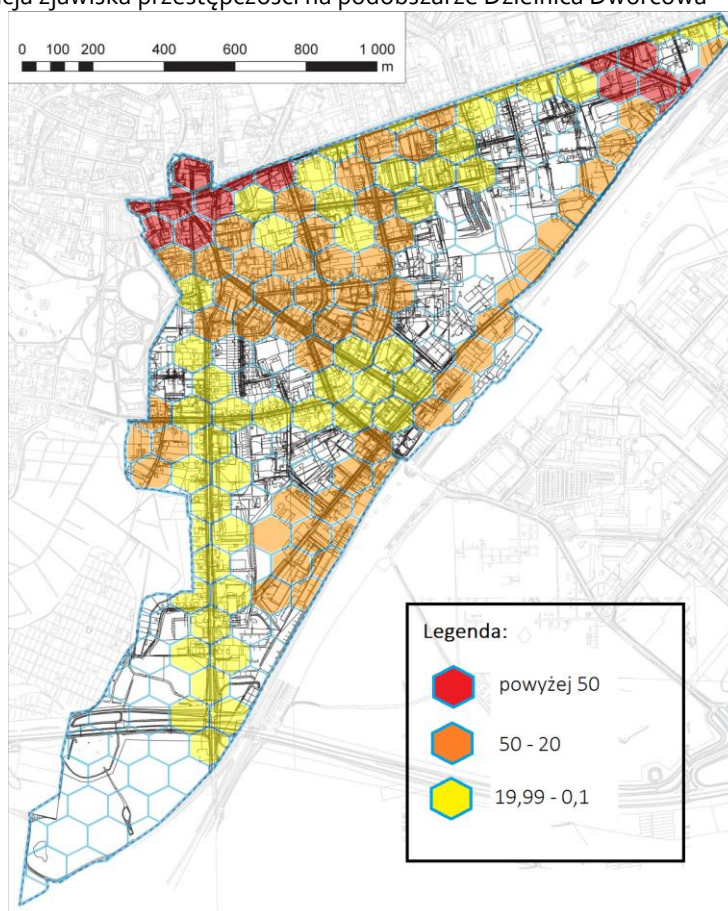 cja zjawiska przestępczości na podobszarze Dzielnica Dworcowa
0 100 200 400 600 800 1 000
m
Legenda:
powyżej 50
50 - 20
19,99 - 0,1